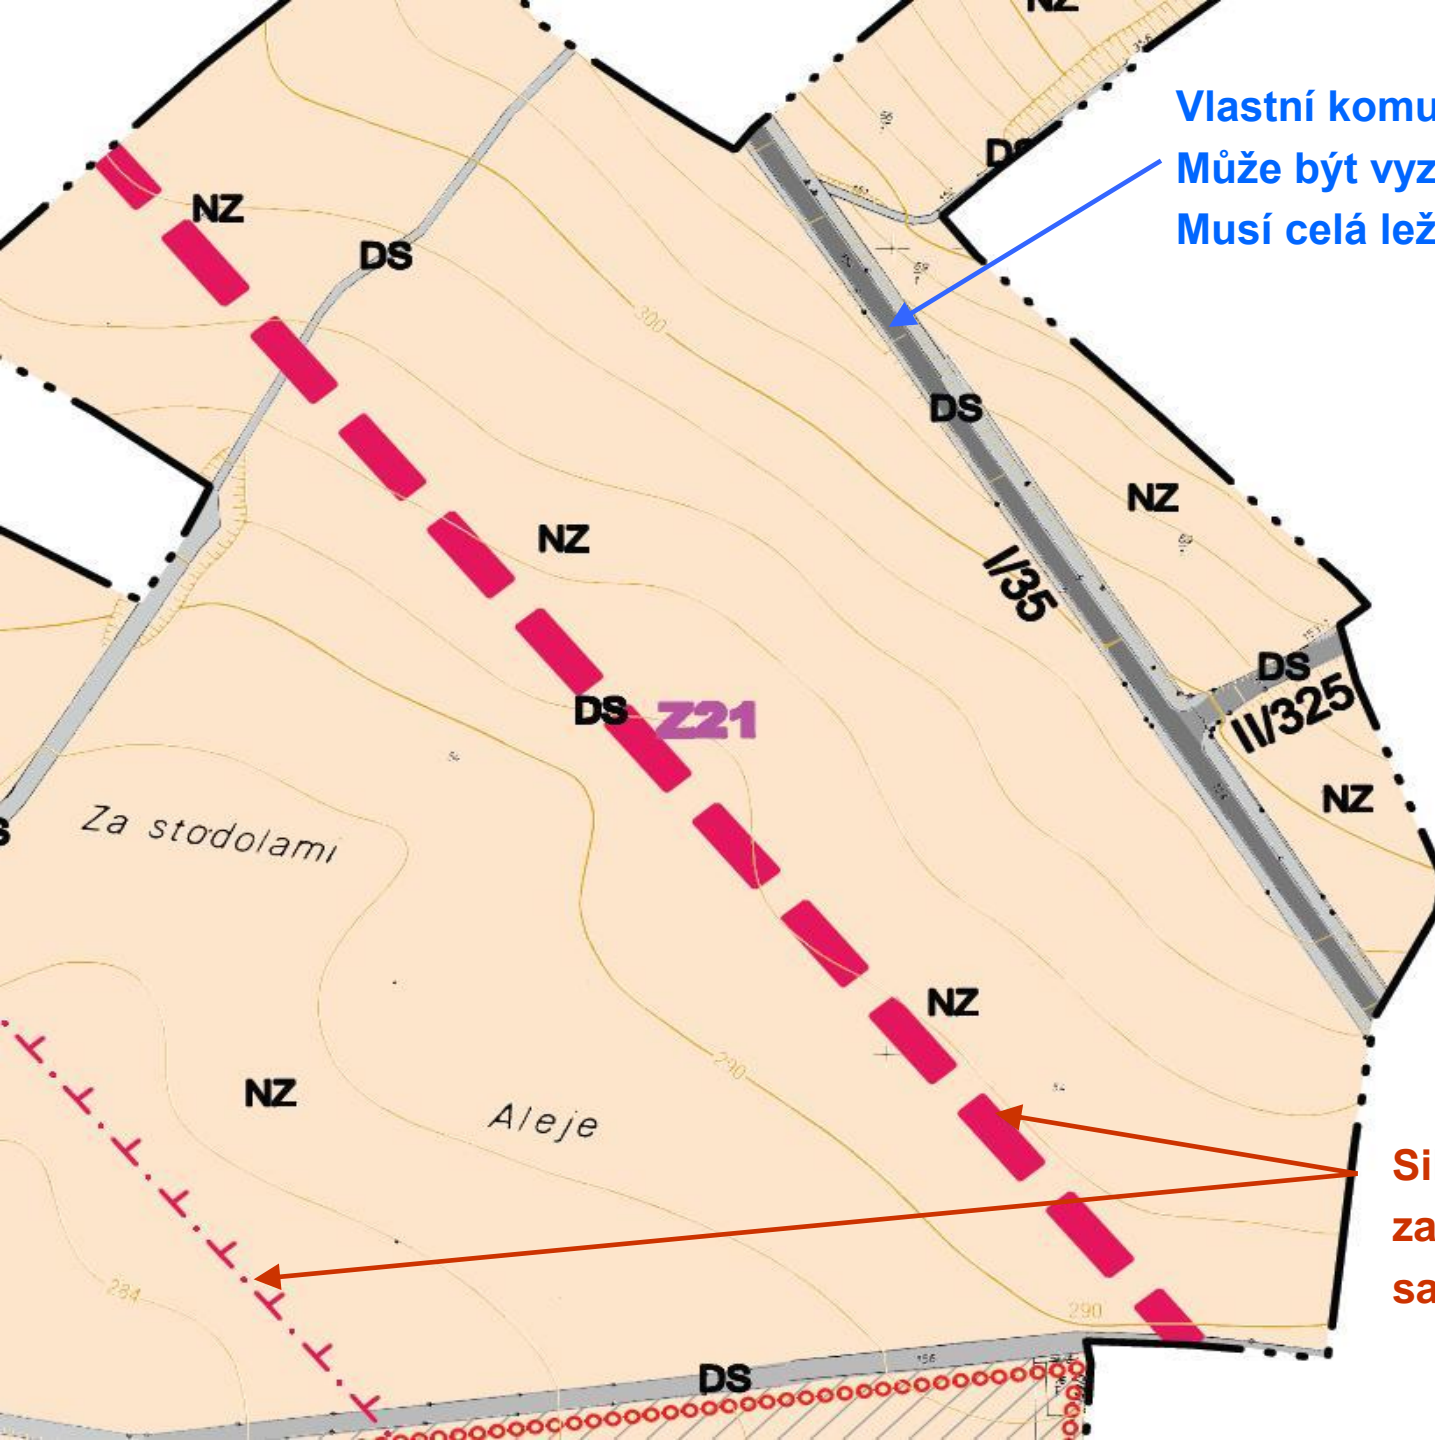 NZ
Vlastní komu
DS
Může být vyz
NZ
Musí celá lež
DS
300
DS
NZ
NZ
I/35
DS
II/325
DS Z21
NZ
Za stodolami
NZ
290
NZ
Aleje
Si
za
284
sa
290
156
DS